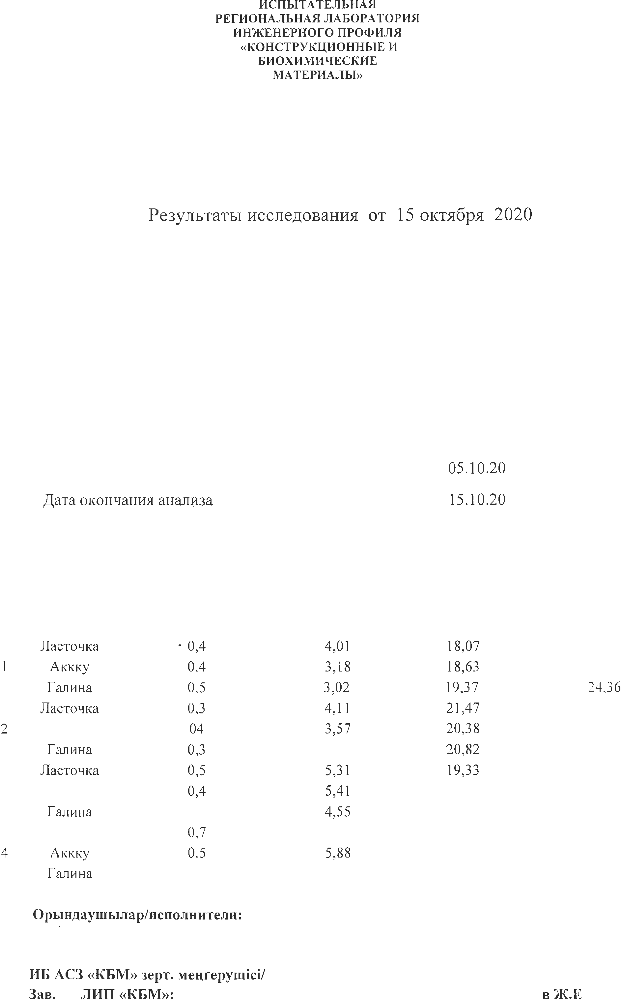 ИСПЫТАТЕЛЬНАЯ
РЕГИОНАЛЬНАЯ ЛАБОРАТОРИЯ
ИНЖЕНЕРНОГО ПРОФИЛЯ
«КОНСТРУКЦИОННЫЕ И
БИОХИМИЧЕСКИЕ
МАТЕРИАЛЫ»
Результаты исследования от 15 октября 2020
05.10.20
Дата окончания анализа 15.10.20
Ласточка 0,4 4,01 18,07
1 Аккку 0.4 3,18 18,63
Галина 0.5 3,02 19,37 24.36
Ласточка 0.3 4,11 21,47
2 04 3,57 20,38
Галина 0,3 20,82
Ласточка 0,5 5,31 19,33
0,4 5,41
Галина 4,55
0,7
4 Аккку 0.5 5,88
Галина
Орындаушылар/исполнители:
ИБ АСЗ «КБМ» зерт. меңгерушісі/
Зав. ЛИП «КБМ»: в Ж.Е